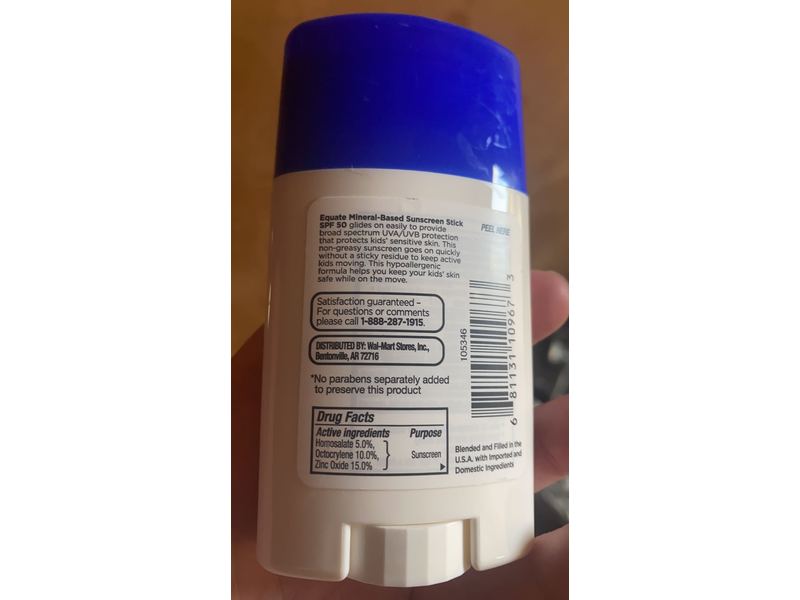 Equate Mineral-Based Sunscreen Stick
SPF 50 glides on easily to provide
broad spectrum UVA/UVB protection
that protects kids' sensitive skin. This
non-greasy sunscreen goes on quickly
without a sticky residue to keep active
kids moving. This hypoallergenic
formula helps you keep your kids' skin
safe while on the move.
PEEL HERE
Satisfaction guaranteed –
For questions or comments
please call 1-888-287-1915.
DISTRIBUTED BY: Wal-Mart Stores, Inc.,
Bentonville, AR 72716
*No parabens separately added
to preserve this product
105346
6 81131 10967 3
Drug Facts
Active ingredients Purpose
Homosalate 5.0%,
Octocrylene 10.0%, Sunscreen
Zinc Oxide 15.0%
Blended and Filled in the
U.S.A. with Imported and
Domestic Ingredients